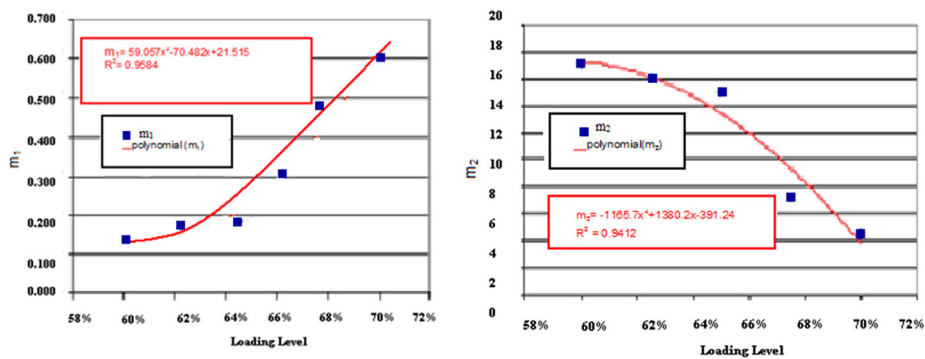 0.700
0.600
0.500
0.400
0.300
0.200
0.100
0.000
m₁
m₁= 59.057x²-70.482x+21.515
R²= 0.9584
m₁
polynomial (m₁)
58% 60% 62% 64% 66% 68% 70% 72%
Loading Level
20
18
16
14
12
10
8
6
4
2
0
m₂
m₂
polynomial(m₂)
m₂= -1165.7x²+1380.2x-391.24
R² = 0.9412
58% 60% 62% 64% 66% 68% 70% 72%
Loading Level